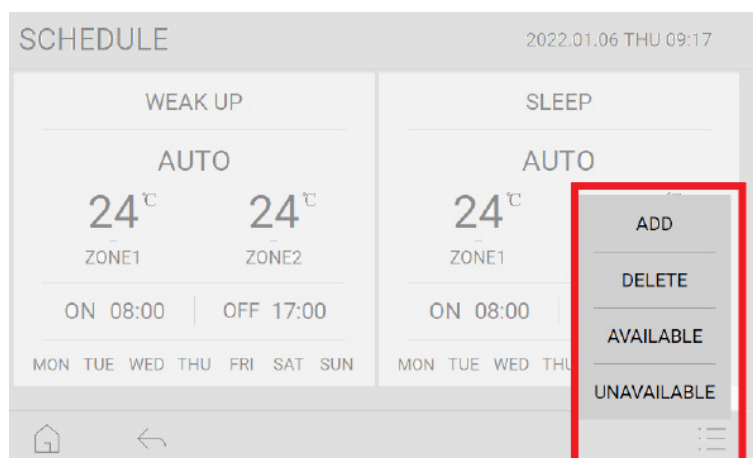 SCHEDULE 2022.01.06 THU 09:17
WEAK UP
AUTO
24℃ 24℃
ZONE1 ZONE2
ON 08:00 OFF 17:00
MON TUE WED THU FRI SAT SUN
SLEEP
AUTO
24℃
ZONE1
ON 08:00
MON TUE WED THU
ADD
DELETE
AVAILABLE
UNAVAILABLE